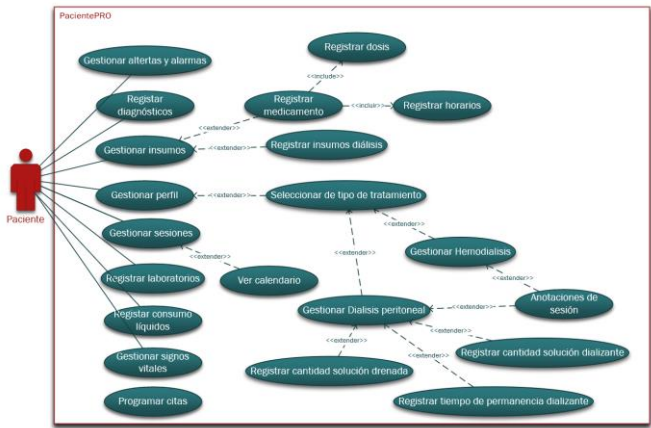 PacientePRO
Gestionar altertas y alarmas
Registrar dosis
<<include>>
Registar
diagnósticos
Registrar
medicamento
<<incluir>>
Registrar horarios
<<extender>>
Gestionar insumos
<<extender>>
Registrar insumos diálsis
Paciente
Gestionar perfil
<<extender>>
Seleccionar de tipo de tratamiento
Gestionar sesiones
<<extender>>
Gestionar Hemodialisis
<<extender>>
<<extender>>
Registrar laboratorios
Ver calendario
<<extender>>
Registar consumo
líquidos
Gestionar Dialisis peritoneal
<<extender>>
Anotaciones de
sesión
<<extender>>
<<extender>>
Gestionar signos
vitales
<<extender>>
Registrar cantidad solución dializante
Registrar cantidad solución drenada
Programar citas
Registrar tiempo de permanencia dializante